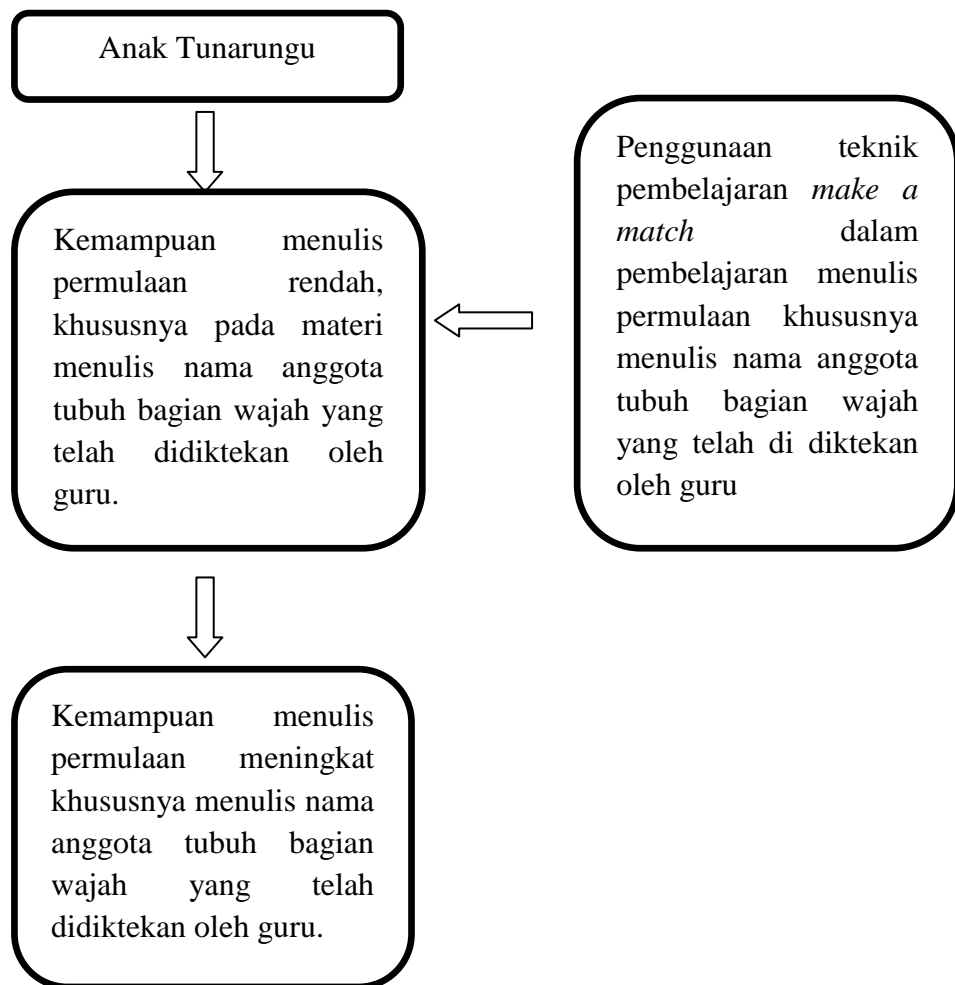 Anak Tunarungu
Kemampuan menulis
permulaan rendah,
khususnya pada materi
menulis nama anggota
tubuh bagian wajah yang
telah didiktekan oleh
guru.
Penggunaan teknik
pembelajaran make a
match dalam
pembelajaran menulis
permulaan khususnya
menulis nama anggota
tubuh bagian wajah
yang telah di diktekan
oleh guru
Kemampuan menulis
permulaan meningkat
khususnya menulis nama
anggota tubuh bagian
wajah yang telah
didiktekan oleh guru.